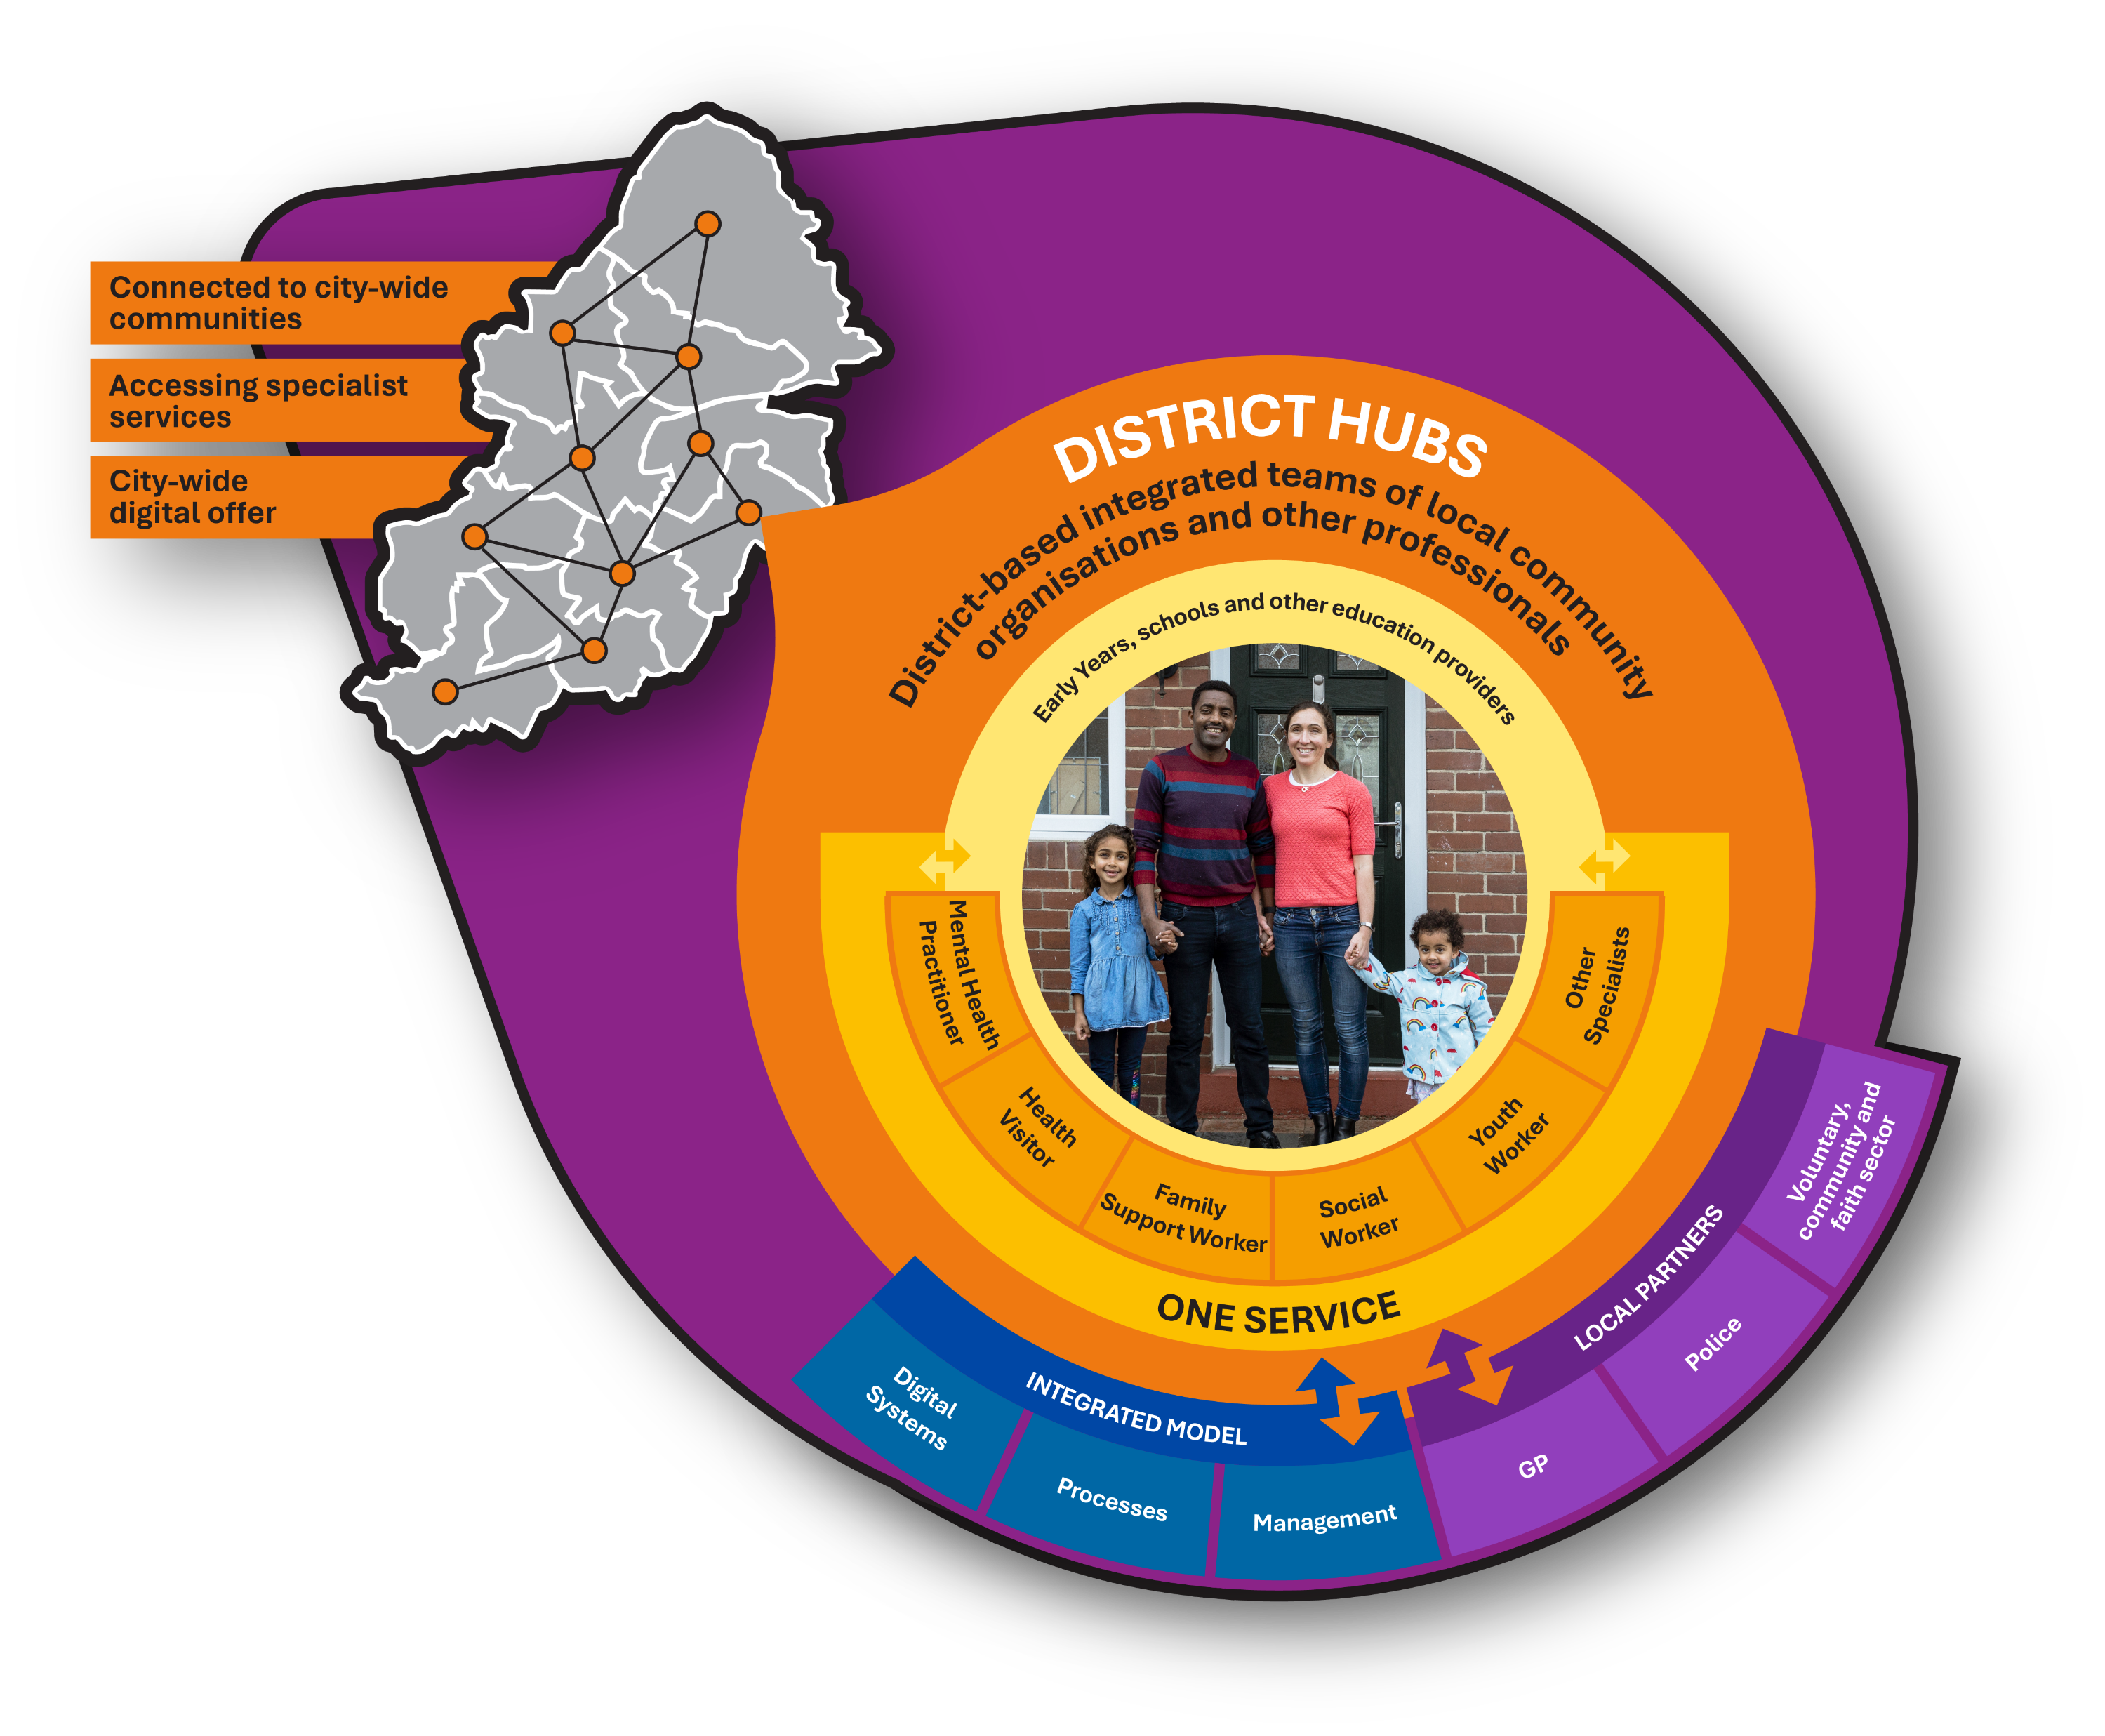 Connected to city-wide
communities
Accessing specialist
services
City-wide
digital offer
DISTRICT HUBS
District-based integrated teams of local community
organisations and other professionals
Early Years, schools and other education providers
Mental Health
Practitioner
Health
Visitor
Family
Support Worker
Social
Worker
Youth
Worker
Other
Specialists
ONE SERVICE
INTEGRATED MODEL
Digital
Systems
Processes
Management
LOCAL PARTNERS
GP
Police
Voluntary,
community and
faith sector